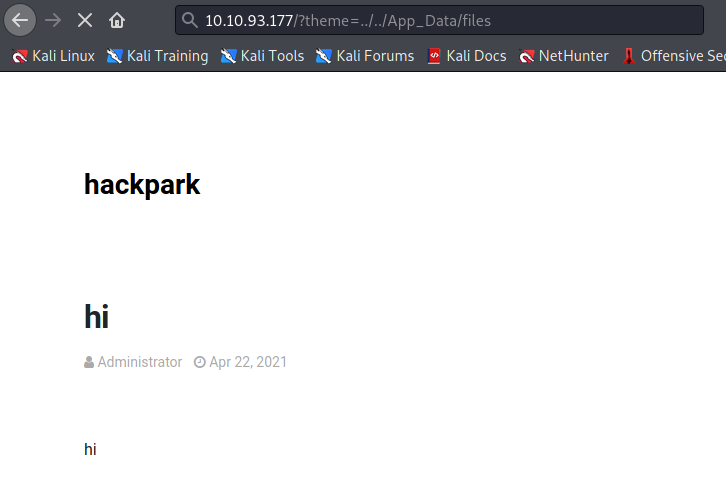 10.10.93.177/?theme=../../App_Data/files
Kali Linux Kali Training Kali Tools Kali Forums Kali Docs NetHunter Offensive Sec
hackpark
hi
Administrator Apr 22, 2021
hi